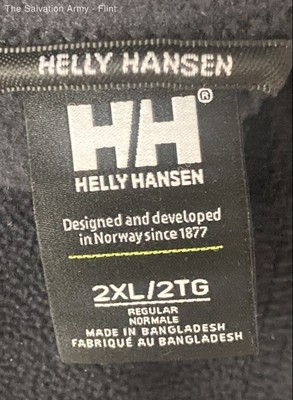 The Salvation Army - Flint
HELLY HANSEN
HH®
HELLY HANSEN
Designed and developed
in Norway since 1877
2XL/2TG
REGULAR
NORMALE
MADE IN BANGLADESH
FABRIQUÉ AU BANGLADESH